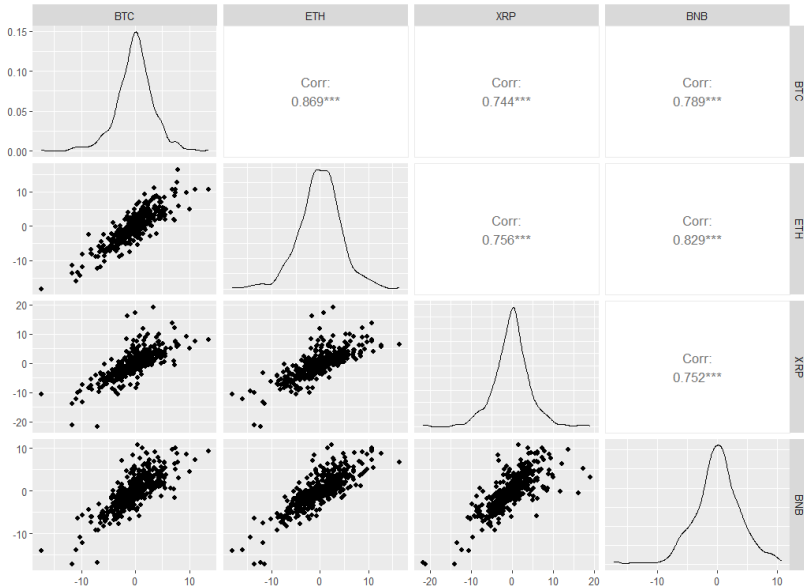 BTC
ETH
XRP
BNB
0.15
0.10
0.05
0.00
Corr:
0.869***
Corr:
0.744***
Corr:
0.789***
BTC
10
0
-10
Corr:
0.756***
Corr:
0.829***
ETH
20
10
0
-10
-20
Corr:
0.752***
XRP
10
0
-10
BNB
-10
0
10
-10
0
10
-20
-10
0
10
20
-10
0
10